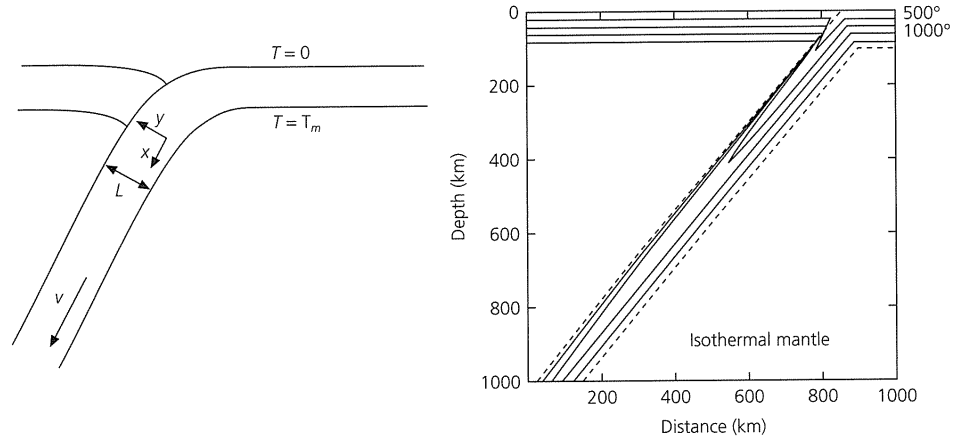 T = 0
T = Tm
y
x
L
v
0
200
400
600
800
1000
Depth (km)
500°
1000°
Isothermal mantle
200
400
600
800
1000
Distance (km)